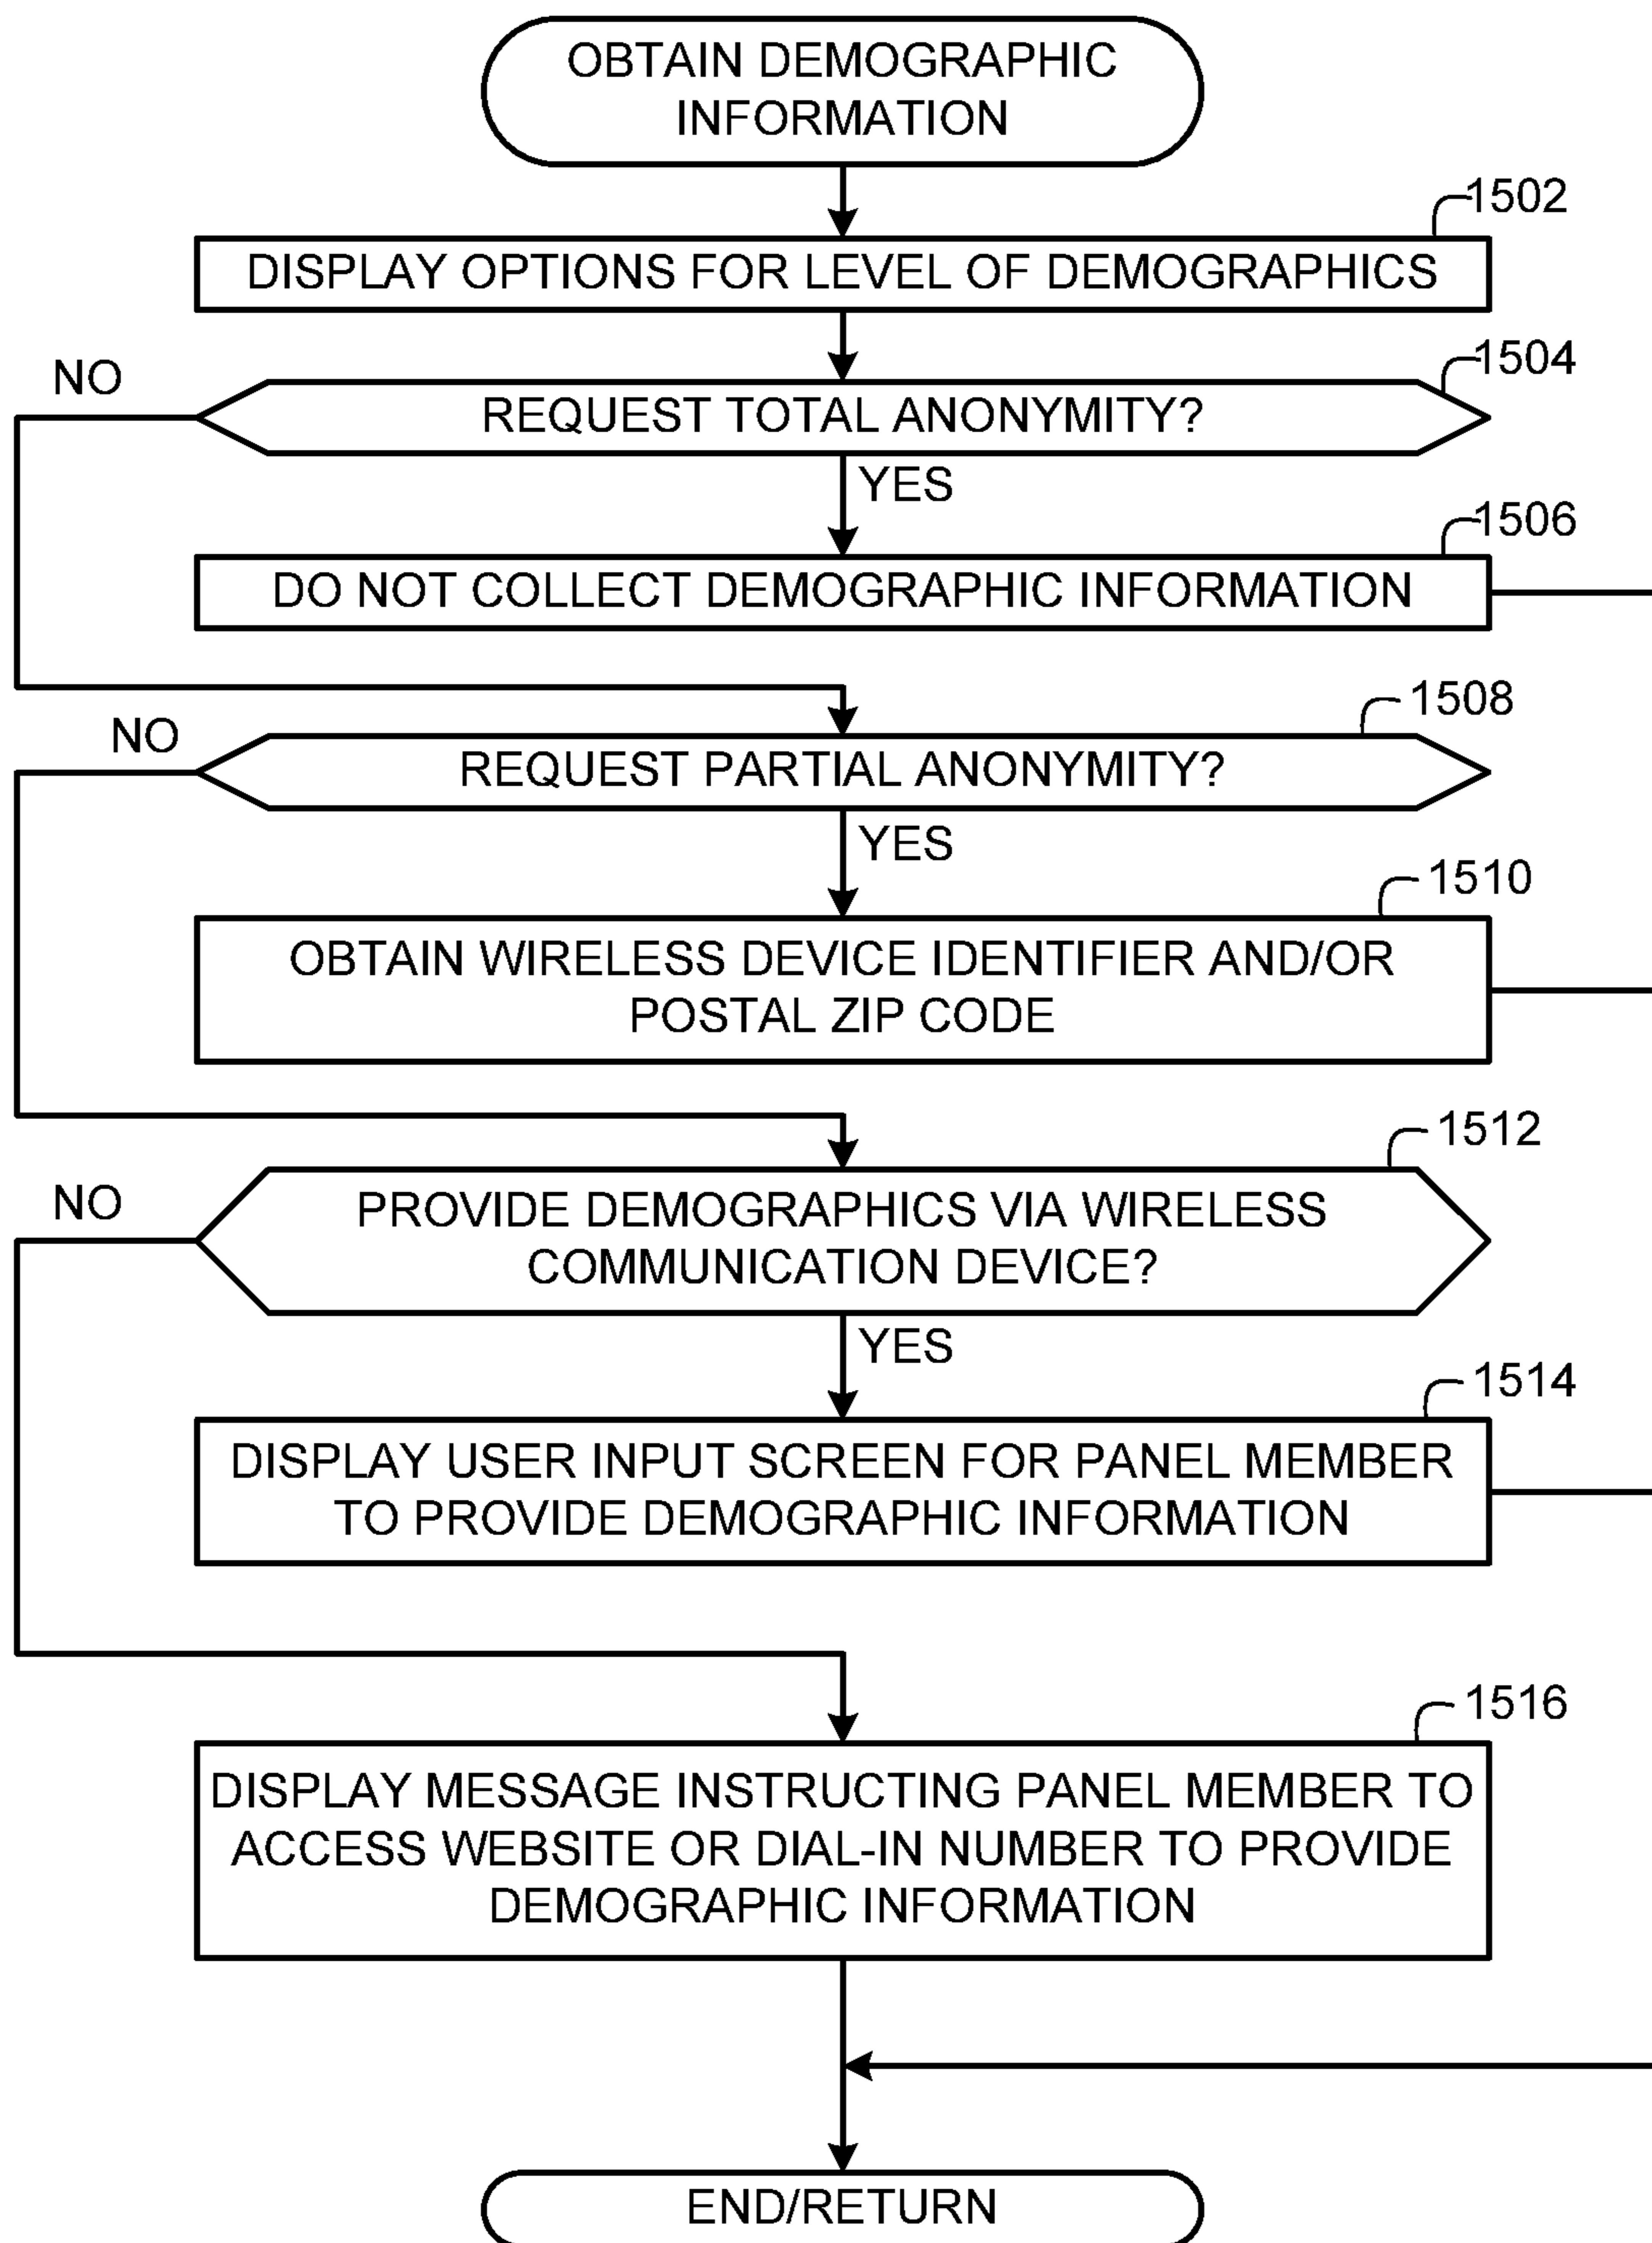 OBTAIN DEMOGRAPHIC
INFORMATION
1502
DISPLAY OPTIONS FOR LEVEL OF DEMOGRAPHICS
NO
1504
REQUEST TOTAL ANONYMITY?
YES
1506
DO NOT COLLECT DEMOGRAPHIC INFORMATION
1508
NO
REQUEST PARTIAL ANONYMITY?
YES
1510
OBTAIN WIRELESS DEVICE IDENTIFIER AND/OR
POSTAL ZIP CODE
1512
NO
PROVIDE DEMOGRAPHICS VIA WIRELESS
COMMUNICATION DEVICE?
YES
1514
DISPLAY USER INPUT SCREEN FOR PANEL MEMBER
TO PROVIDE DEMOGRAPHIC INFORMATION
1516
DISPLAY MESSAGE INSTRUCTING PANEL MEMBER TO
ACCESS WEBSITE OR DIAL-IN NUMBER TO PROVIDE
DEMOGRAPHIC INFORMATION
END/RETURN